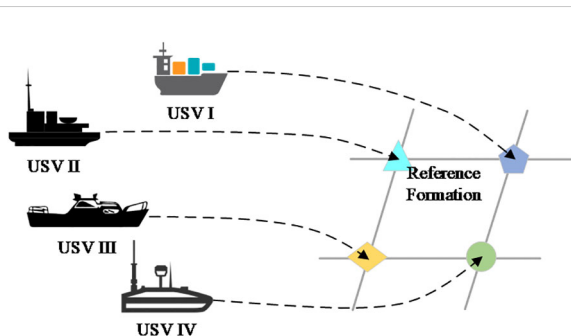 USV I
USV II
Reference
Formation
USV III
USV IV